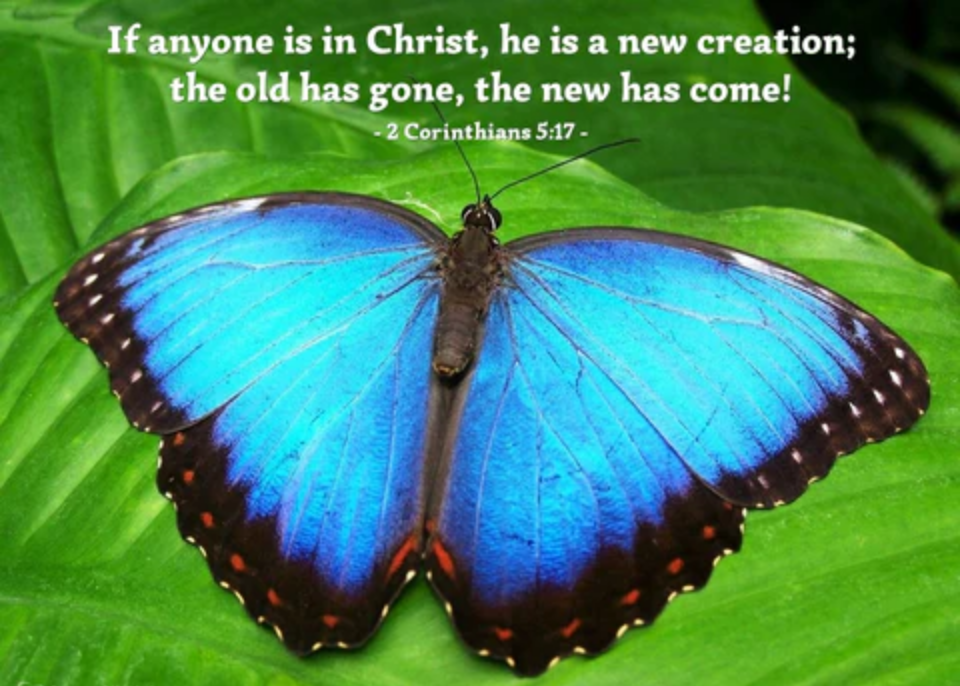 If anyone is in Christ, he is a new creation;
the old has gone, the new has come!
- 2 Corinthians 5:17 -